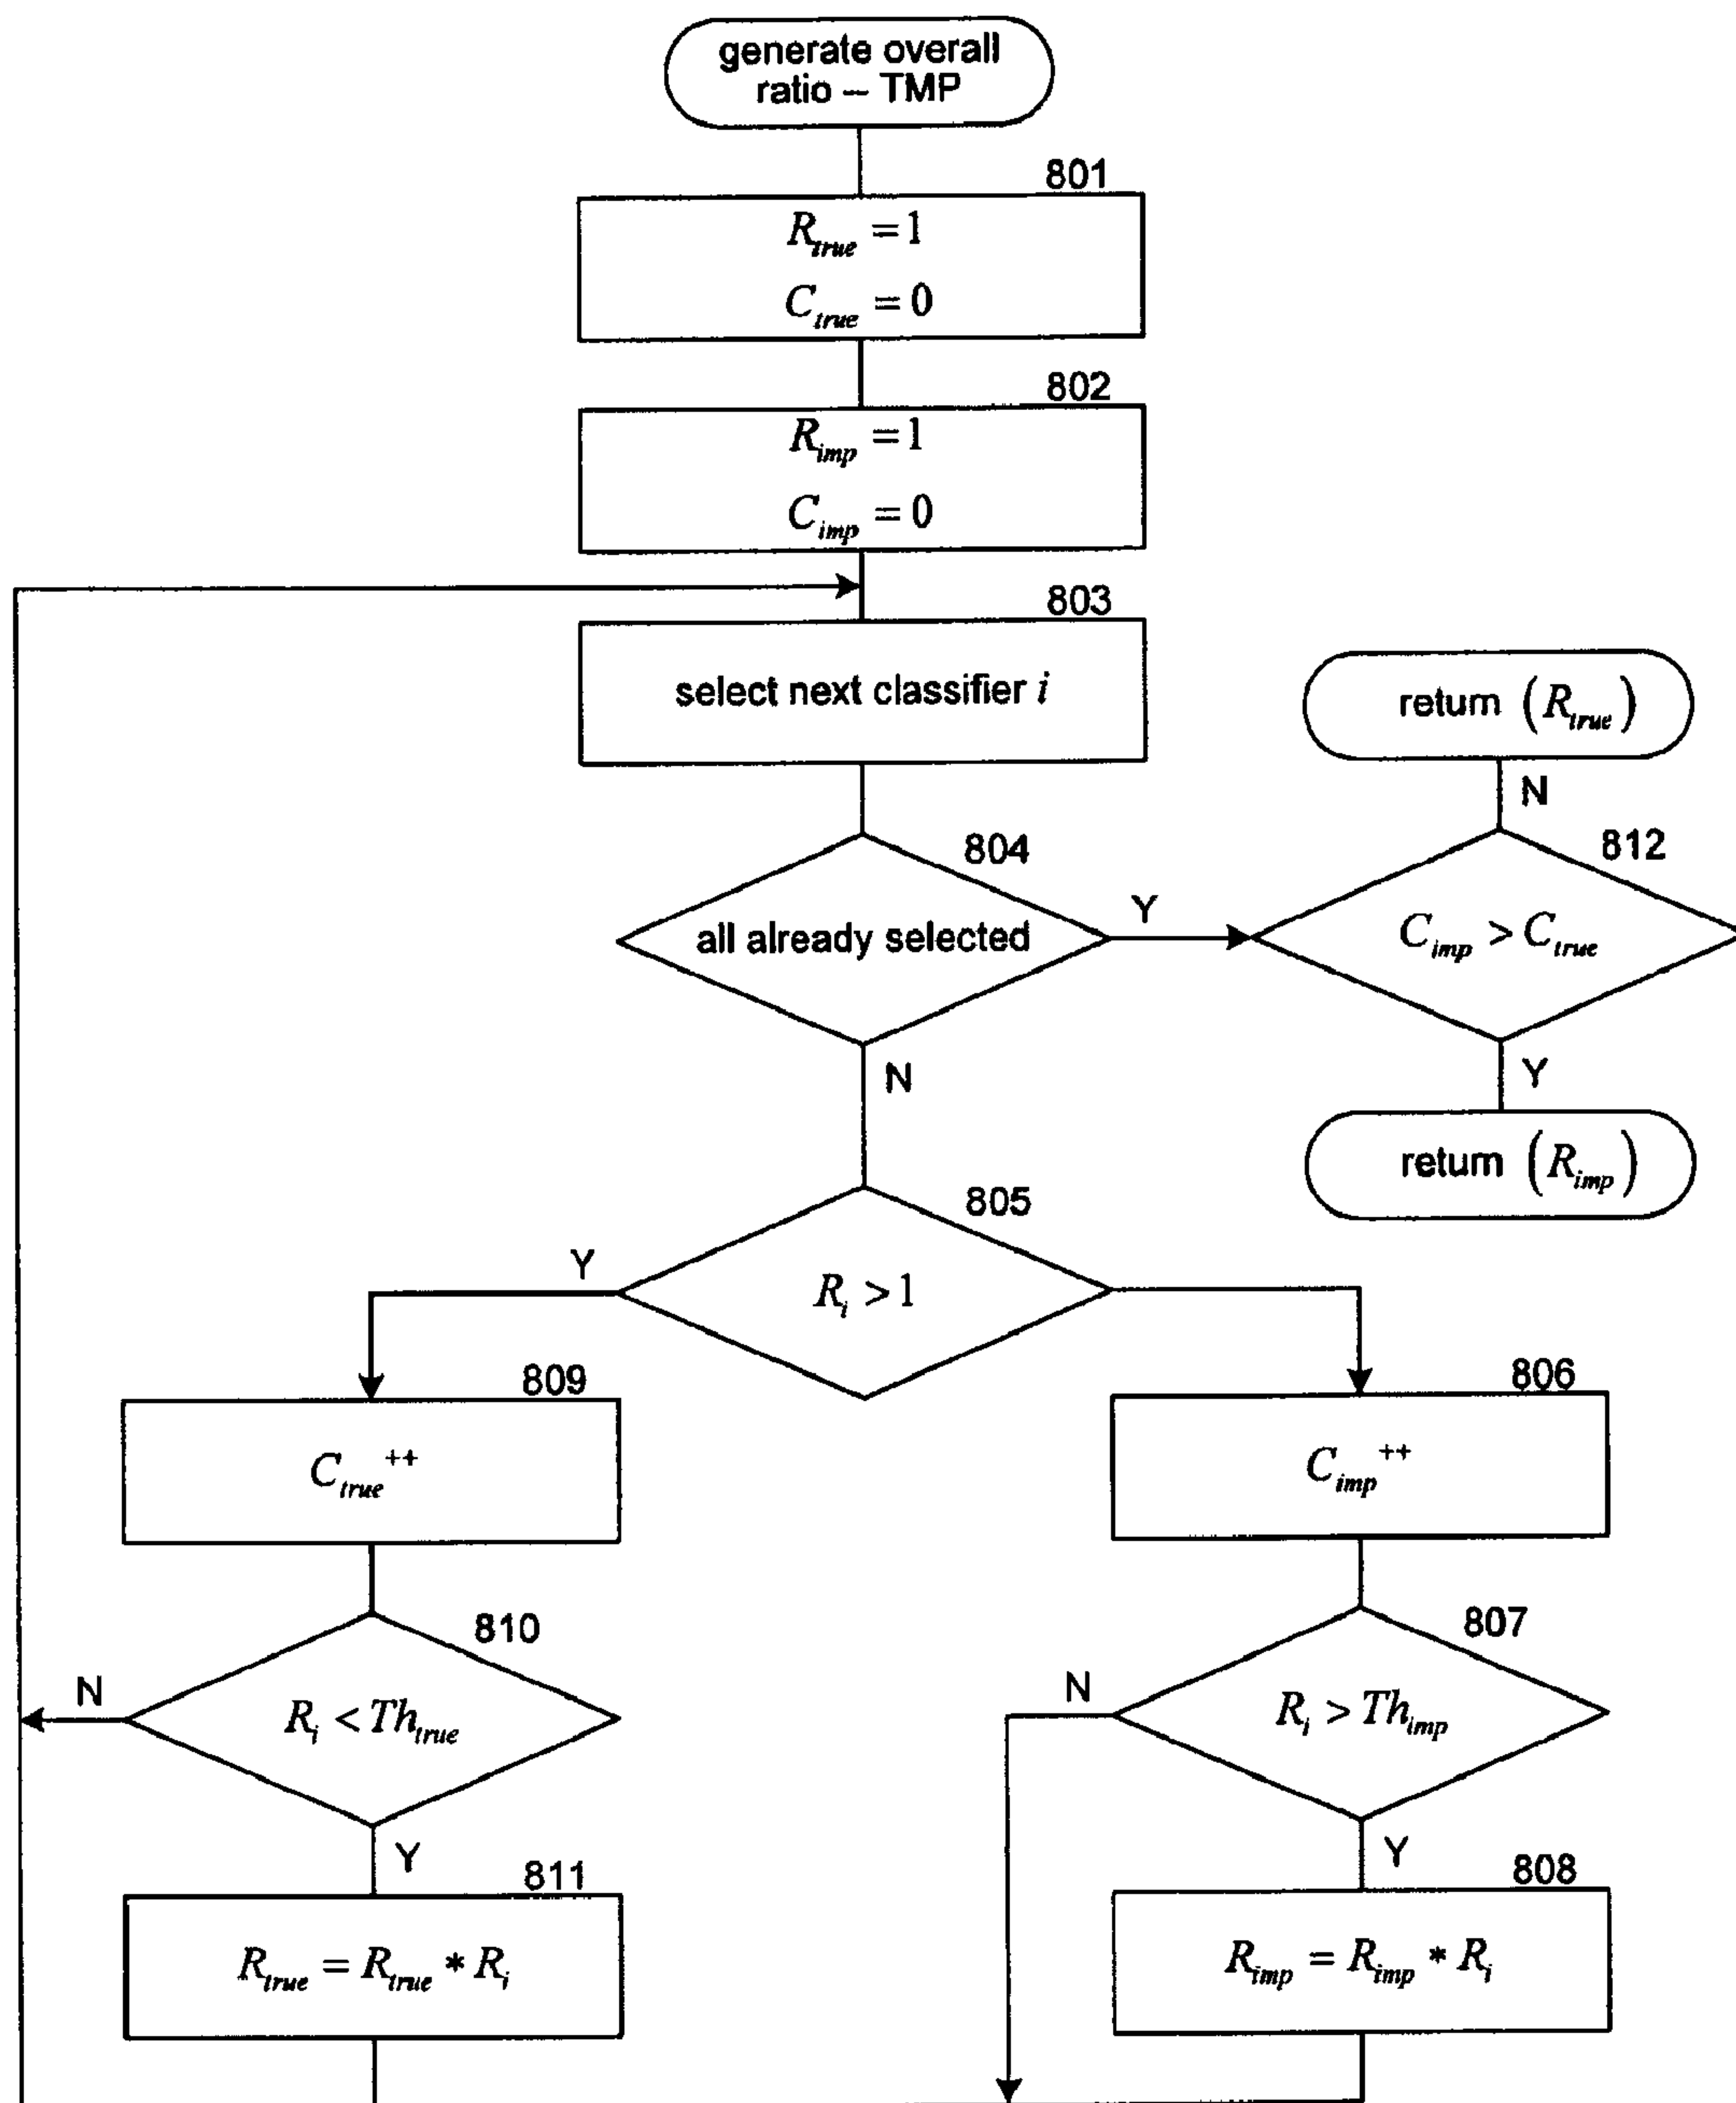 generate overall
ratio – TMP
801
R_true = 1
C_true = 0
802
R_imp = 1
C_imp = 0
803
select next classifier i
return (R_true)
N
804
all already selected
Y
812
C_imp > C_true
N
Y
return (R_imp)
805
Y
R_i > 1
809
C_true ++
806
C_imp ++
810
N
R_i < Th_true
Y
807
N
R_i > Th_imp
Y
811
R_true = R_true * R_i
808
R_imp = R_imp * R_i